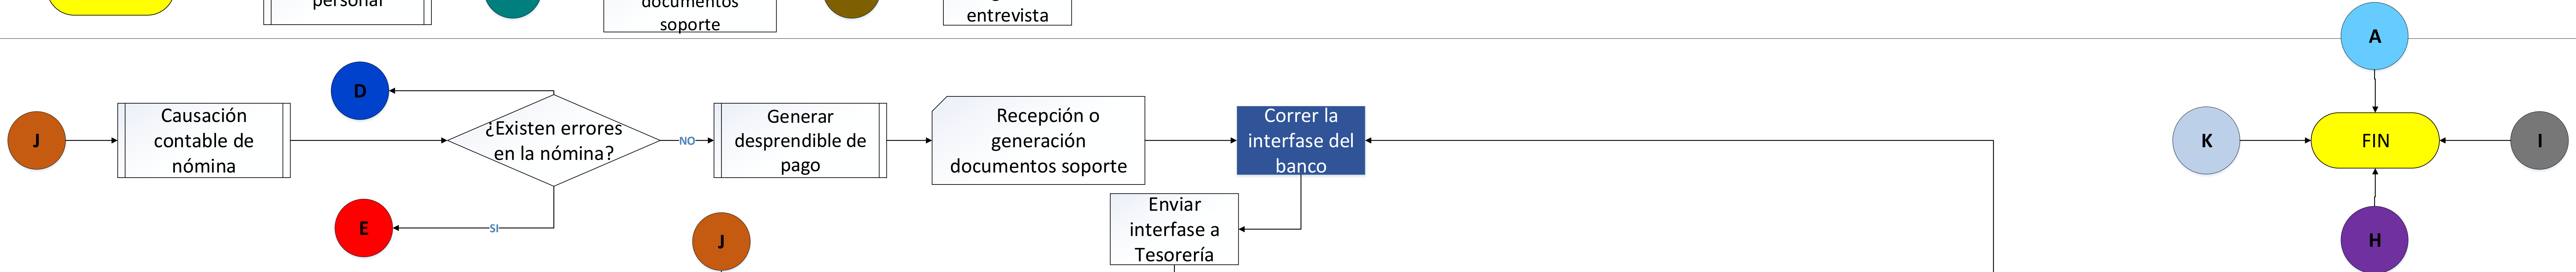 personal
documentos
soporte
entrevista
A
D
J
Causación
contable de
nómina
¿Existen errores
en la nómina?
NO
Generar
desprendible de
pago
Recepción o
generación
documentos soporte
Correr la
interfase del
banco
K
FIN
I
E
SI
J
Enviar
interfase a
Tesorería
H